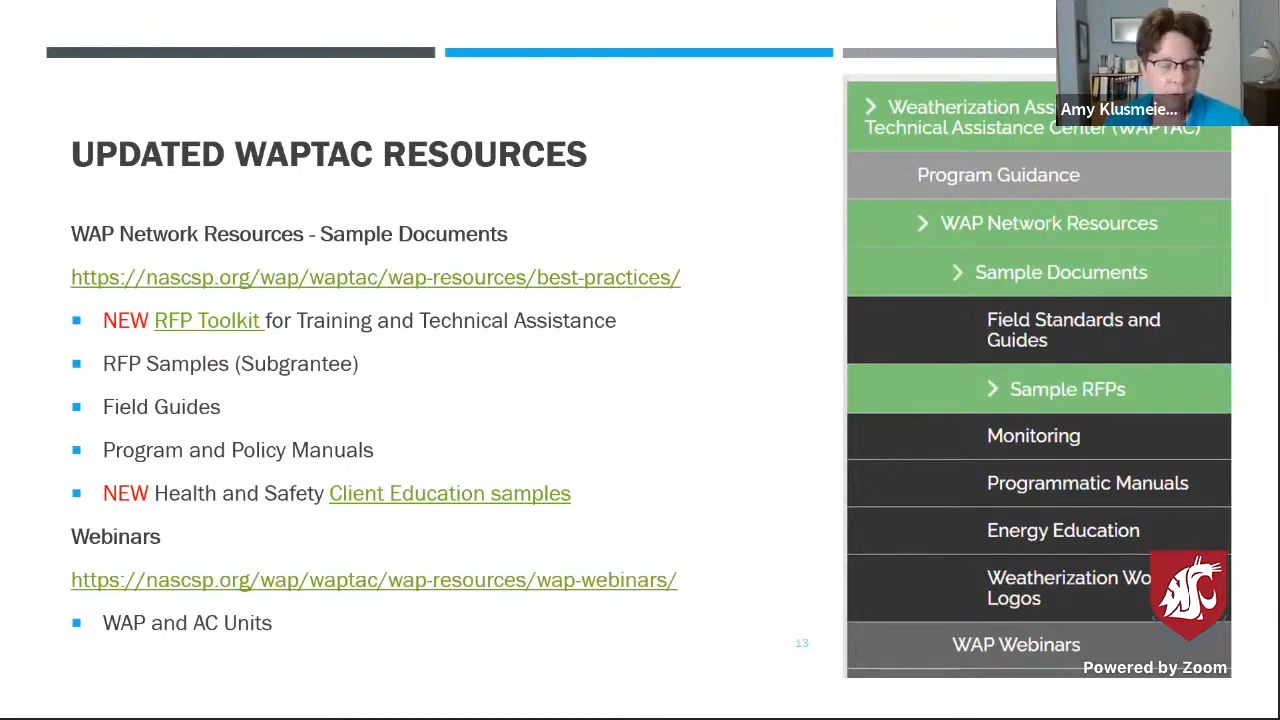 UPDATED WAPTAC RESOURCES
WAP Network Resources - Sample Documents
https://nascsp.org/wap/waptac/wap-resources/best-practices/
NEW RFP Toolkit for Training and Technical Assistance
RFP Samples (Subgrantee)
Field Guides
Program and Policy Manuals
NEW Health and Safety Client Education samples
Webinars
https://nascsp.org/wap/waptac/wap-resources/wap-webinars/
WAP and AC Units
13
Amy Klusmeie...
Weatherization Ass
Technical Assistance Center (WAPTAC)
Program Guidance
WAP Network Resources
Sample Documents
Field Standards and
Guides
Sample RFPs
Monitoring
Programmatic Manuals
Energy Education
Weatherization Wo
Logos
WAP Webinars
Powered by Zoom